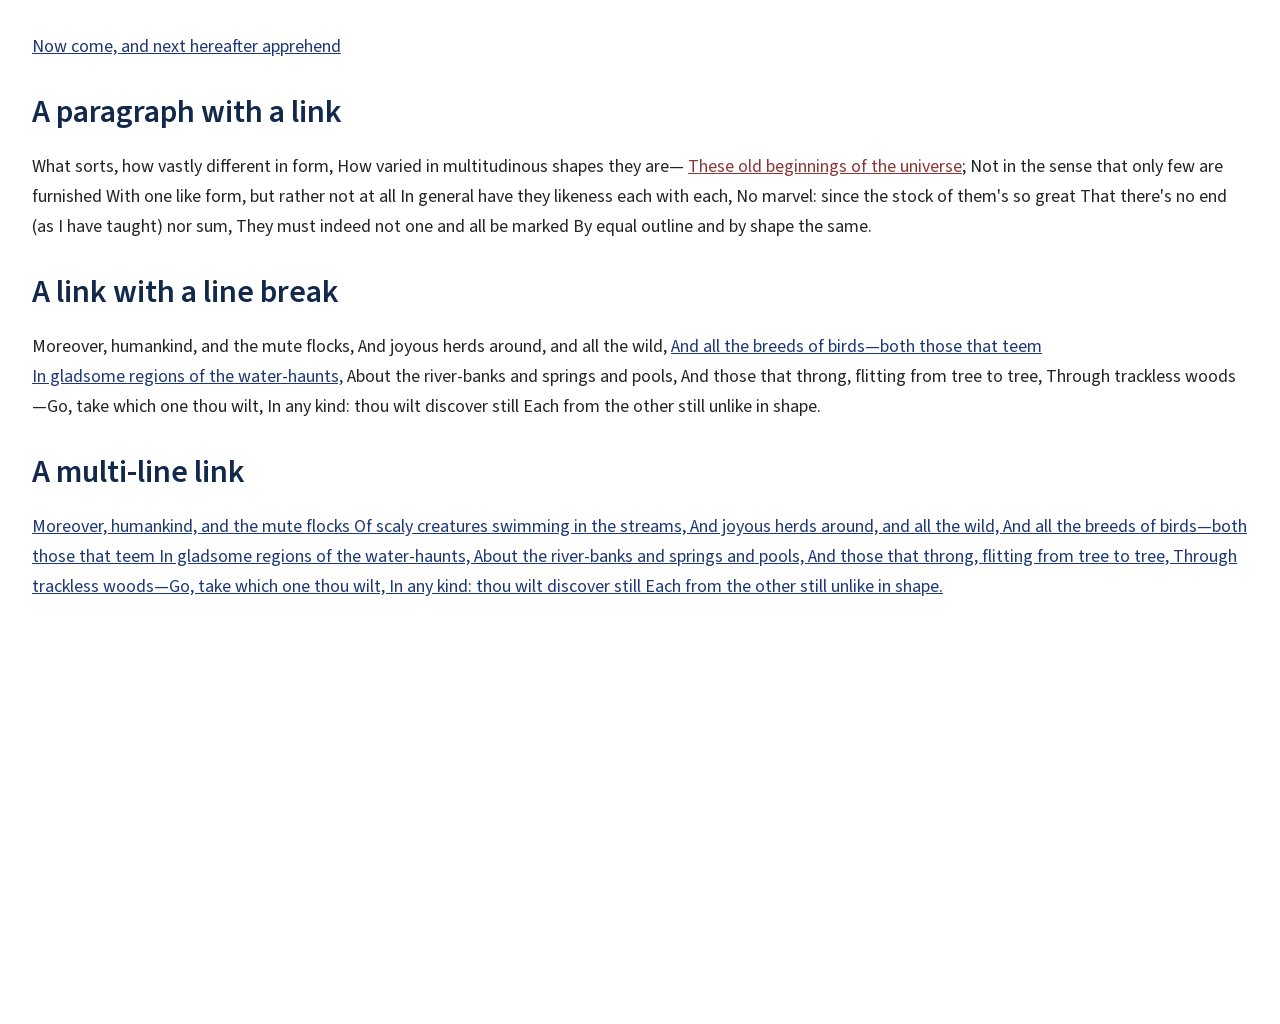 Now come, and next hereafter apprehend
A paragraph with a link
What sorts, how vastly different in form, How varied in multitudinous shapes they are— These old beginnings of the universe; Not in the sense that only few are
furnished With one like form, but rather not at all In general have they likeness each with each, No marvel: since the stock of them's so great That there's no end
(as I have taught) nor sum, They must indeed not one and all be marked By equal outline and by shape the same.
A link with a line break
Moreover, humankind, and the mute flocks, And joyous herds around, and all the wild, And all the breeds of birds—both those that teem
In gladsome regions of the water-haunts, About the river-banks and springs and pools, And those that throng, flitting from tree to tree, Through trackless woods
—Go, take which one thou wilt, In any kind: thou wilt discover still Each from the other still unlike in shape.
A multi-line link
Moreover, humankind, and the mute flocks Of scaly creatures swimming in the streams, And joyous herds around, and all the wild, And all the breeds of birds—both
those that teem In gladsome regions of the water-haunts, About the river-banks and springs and pools, And those that throng, flitting from tree to tree, Through
trackless woods—Go, take which one thou wilt, In any kind: thou wilt discover still Each from the other still unlike in shape.